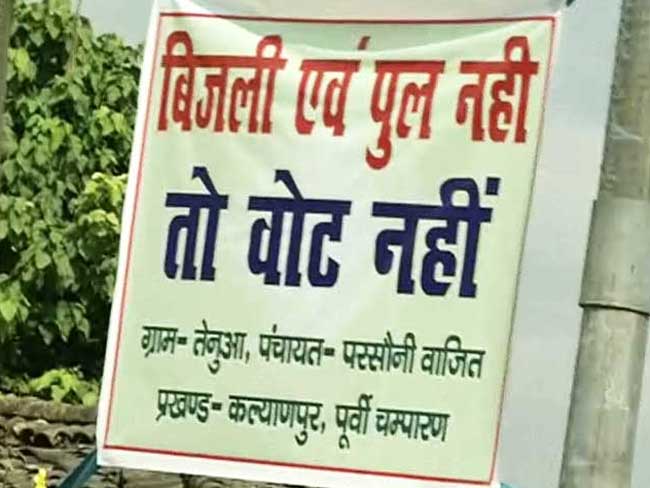 बिजली एवं पुल नही
तो वोट नहीं
ग्राम- तेनुआ, पंचायत- परसौनी वाजित
प्रखण्ड- कल्याणपुर, पूर्वी चम्पारण